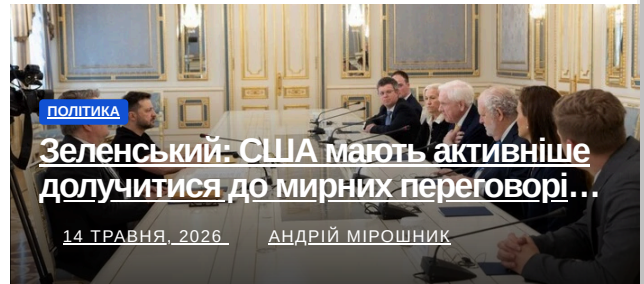 ПОЛІТИКА
Зеленський: США мають активніше
долучитися до мирних переговорі...
14 ТРАВНЯ, 2026 АНДРІЙ МІРОШНИК